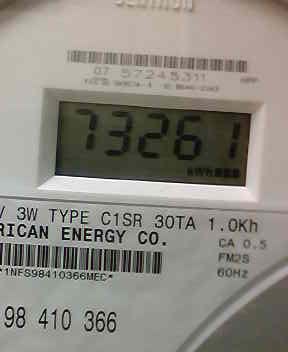 07 57245311
73261
V 3W TYPE C1SR 30TA 1.0Kh
RICAN ENERGY CO.
CA 0.5
FM2S
60Hz
*1NFS98410366MEC*
98 410 366